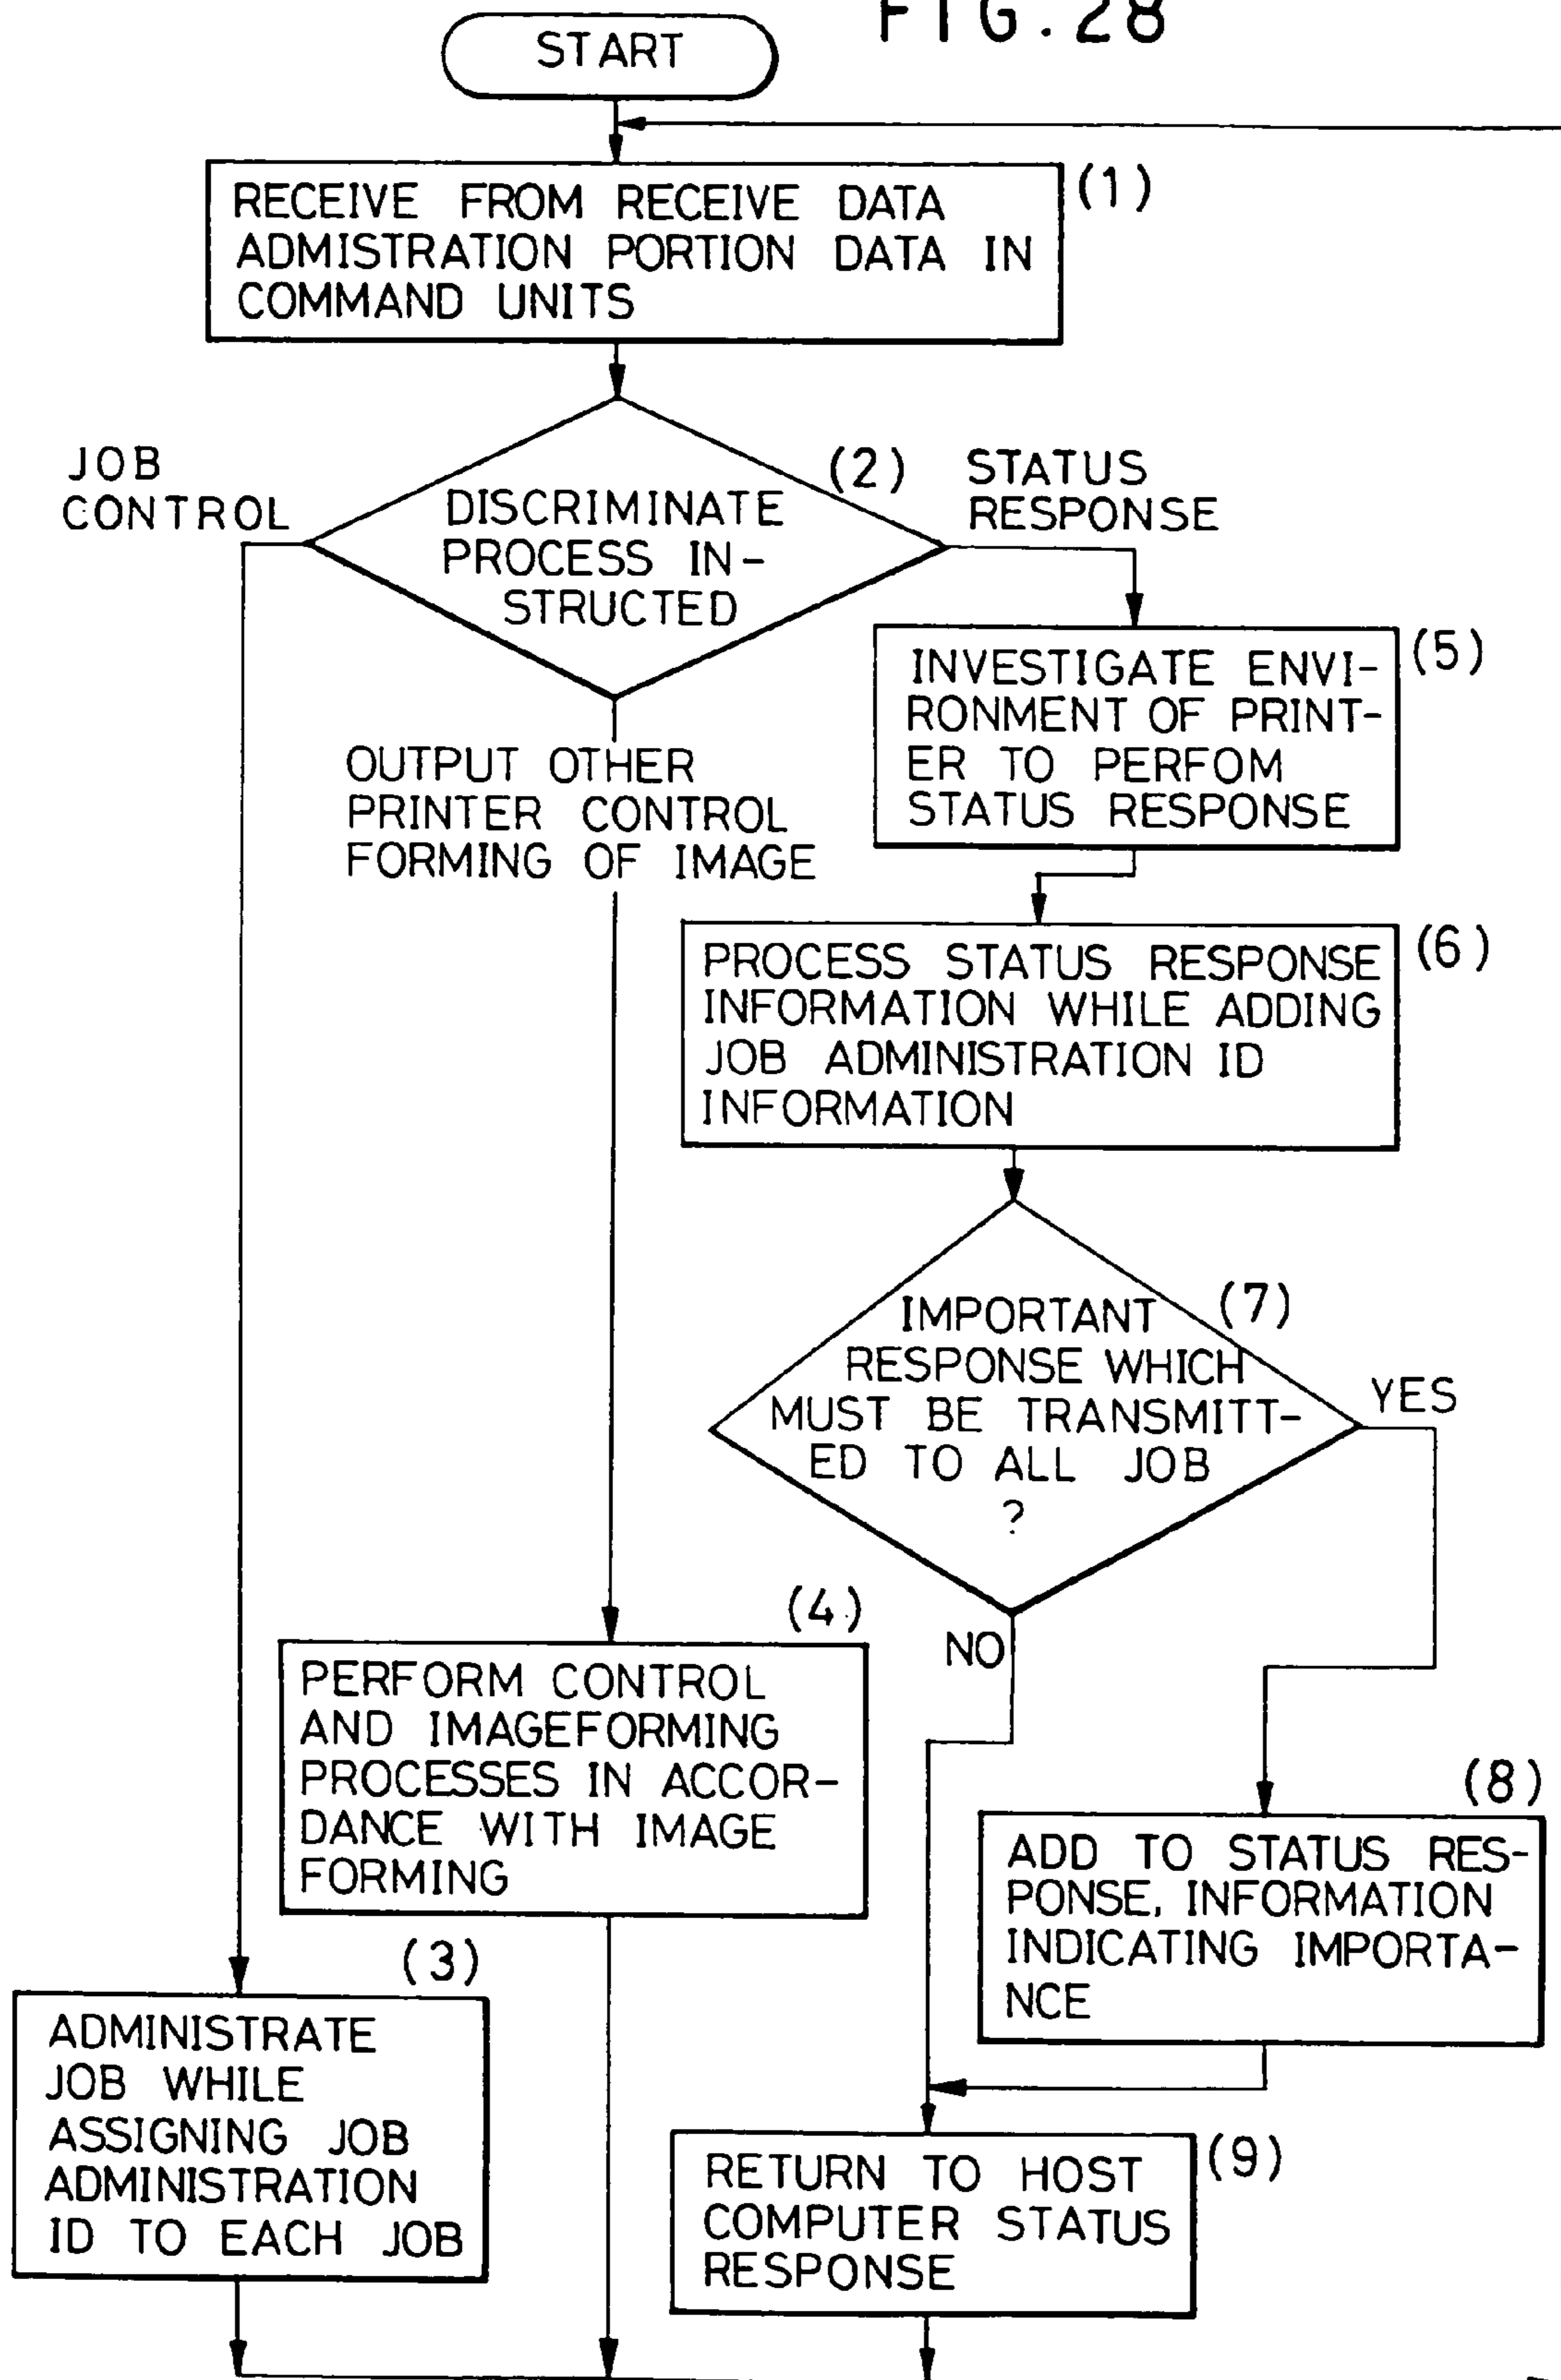 FIG.28
START
RECEIVE FROM RECEIVE DATA
ADMISTRATION PORTION DATA IN
COMMAND UNITS
(1)
JOB
CONTROL
(2)
DISCRIMINATE
PROCESS IN-
STRUCTED
STATUS
RESPONSE
OUTPUT OTHER
PRINTER CONTROL
FORMING OF IMAGE
INVESTIGATE ENVI-
RONMENT OF PRINT-
ER TO PERFOM
STATUS RESPONSE
(5)
PROCESS STATUS RESPONSE
INFORMATION WHILE ADDING
JOB ADMINISTRATION ID
INFORMATION
(6)
IMPORTANT
RESPONSE WHICH
MUST BE TRANSMITT-
ED TO ALL JOB
?
(7)
YES
NO
(4)
PERFORM CONTROL
AND IMAGEFORMING
PROCESSES IN ACCOR-
DANCE WITH IMAGE
FORMING
(8)
ADD TO STATUS RES-
PONSE, INFORMATION
INDICATING IMPORTA-
NCE
(3)
ADMINISTRATE
JOB WHILE
ASSIGNING JOB
ADMINISTRATION
ID TO EACH JOB
RETURN TO HOST
COMPUTER STATUS
RESPONSE
(9)